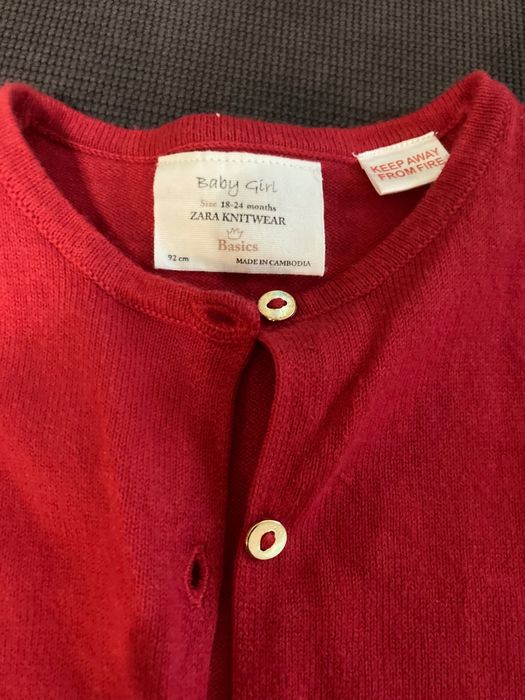 Baby Girl
Size 18-24 months
ZARA KNITWEAR
Basics
92 cm MADE IN CAMBODIA
KEEP AWAY
FROM FIRE